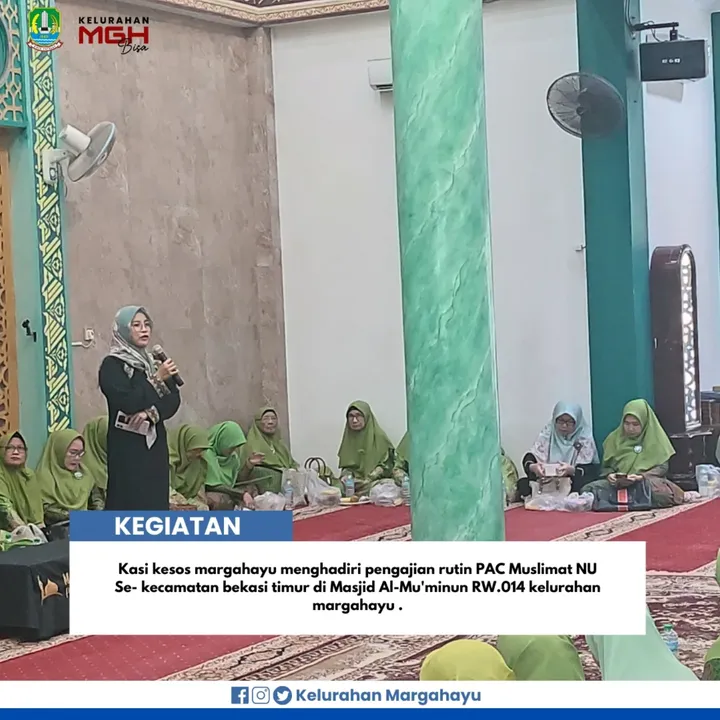 KELURAHAN
MGH
Bisa
KEGIATAN
Kasi kesos margahayu menghadiri pengajian rutin PAC Muslimat NU
Se- kecamatan bekasi timur di Masjid Al-Mu'minun RW.014 kelurahan
margahayu .
Kelurahan Margahayu